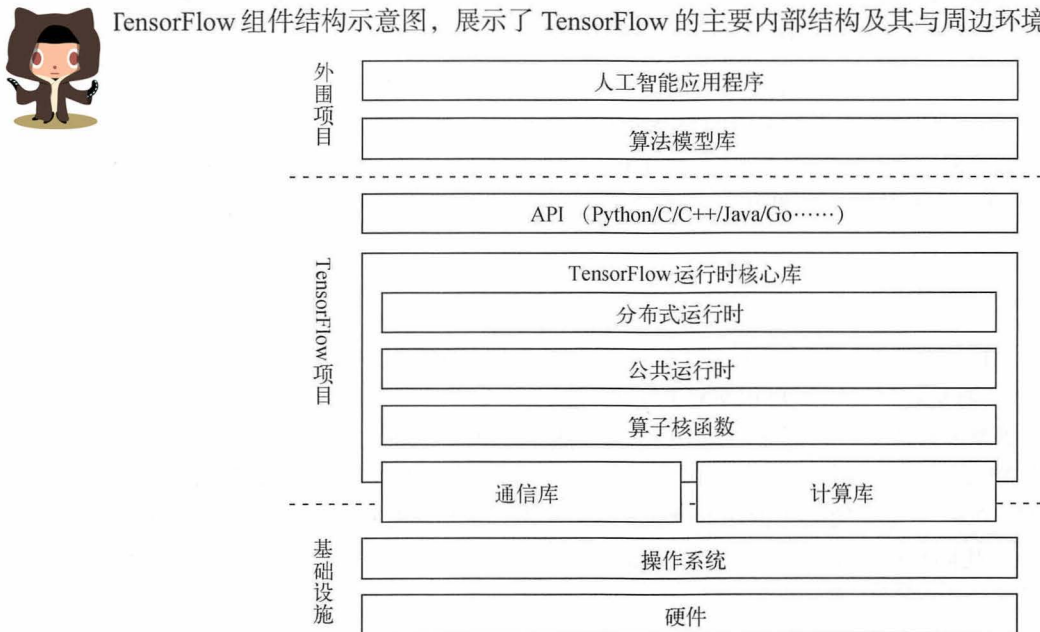 TensorFlow 组件结构示意图，展示了 TensorFlow 的主要内部结构及其与周边环境
外围项目
人工智能应用程序
算法模型库
TensorFlow项目
API （Python/C/C++/Java/Go……）
TensorFlow运行时核心库
分布式运行时
公共运行时
算子核函数
通信库
计算库
基础设施
操作系统
硬件